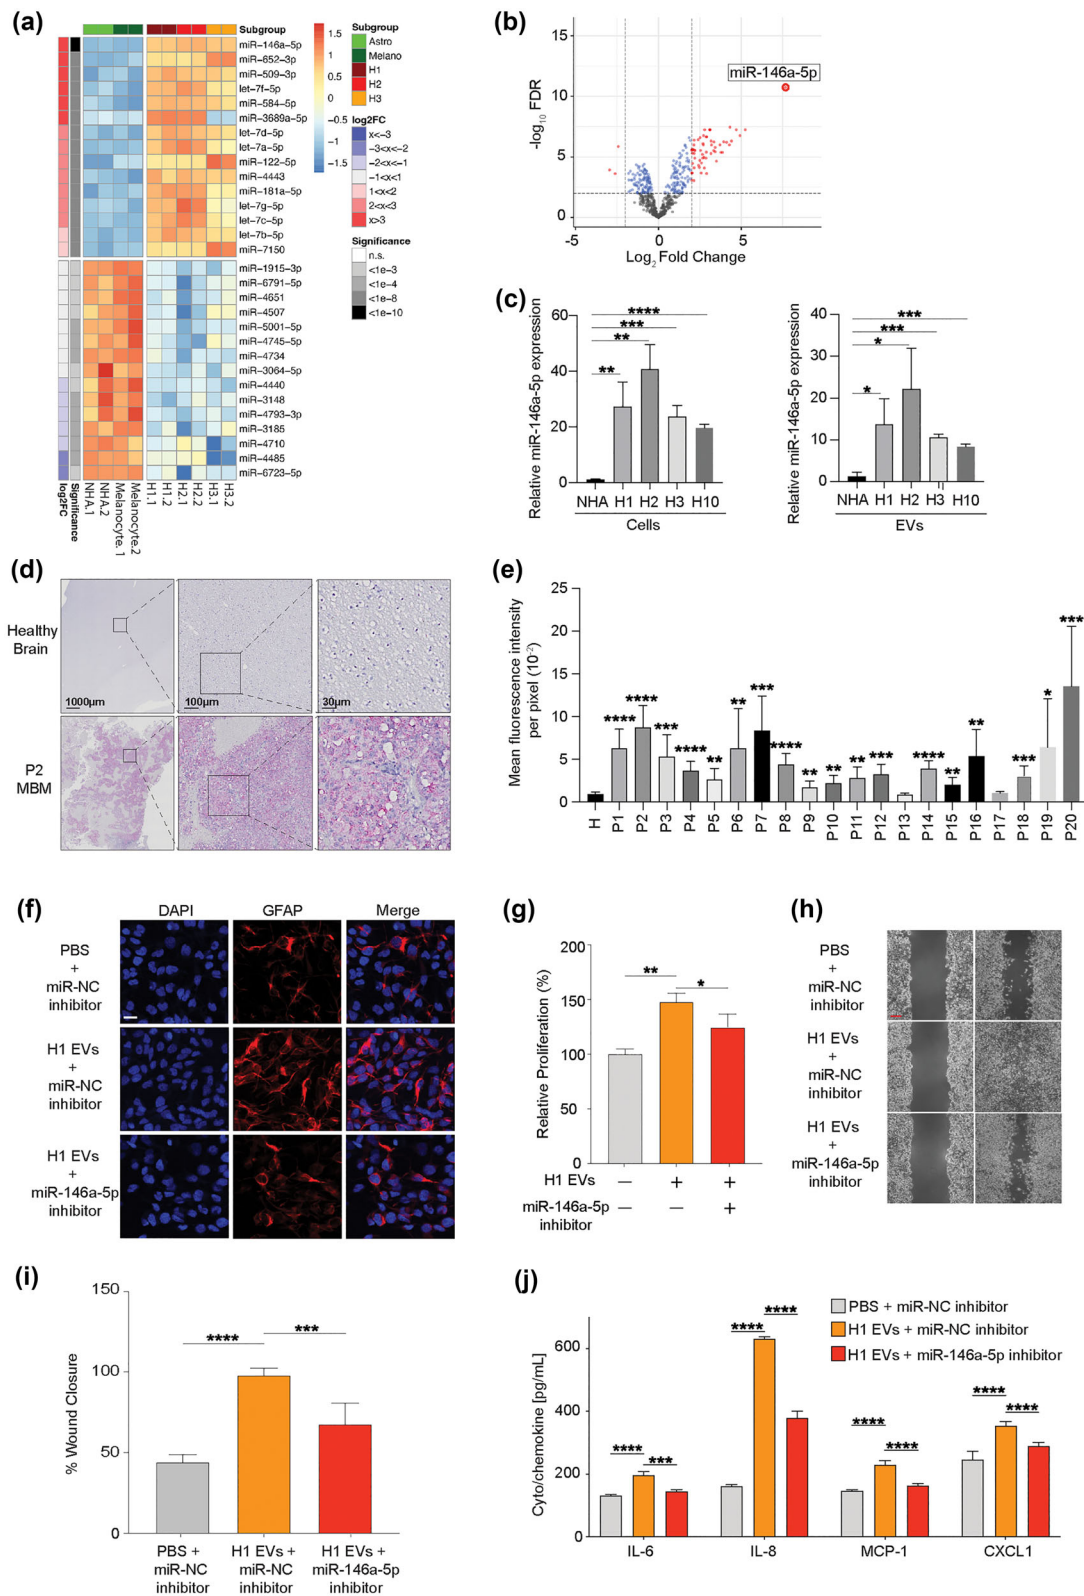 (a)
Subgroup
miR-146a-5p
miR-652-3p
miR-509-3p
let-7f-5p
miR-584-5p
miR-3689a-5p
let-7d-5p
let-7a-5p
miR-122-5p
miR-4443
miR-181a-5p
let-7g-5p
let-7c-5p
let-7b-5p
miR-7150
miR-1915-3p
miR-6791-5p
miR-4651
miR-4507
miR-5001-5p
miR-4745-5p
miR-4734
miR-3064-5p
miR-4440
miR-3148
miR-4793-3p
miR-3185
miR-4710
miR-4485
miR-6723-5p
log2FC
Significance
NHA.1
NHA.2
Melanocyte.1
Melanocyte.2
H1.1
H1.2
H2.1
H2.2
H3.1
H3.2
1.5
1
0.5
0
-0.5
-1
-1.5
Subgroup
Astro
Melano
H1
H2
H3
log2FC
x<-3
-3<x<-2
-2<x<-1
-1<x<1
1<x<2
2<x<3
x>3
Significance
n.s.
<1e-3
<1e-4
<1e-8
<1e-10
(b)
15
10
5
0
-log10 FDR
miR-146a-5p
-5 0 5
Log2 Fold Change
(c)
Relative miR-146a-5p expression
60
40
20
0
****
***
**
**
NHA H1 H2 H3 H10
Cells
Relative miR-146a-5p expression
40
30
20
10
0
***
***
*
*
NHA H1 H2 H3 H10
EVs
(d)
Healthy
Brain
1000µm
100µm
30µm
P2
MBM
(e)
Mean fluorescence intensity
per pixel (10-2)
25
20
15
10
5
0
**** **** *** **** ** ** *** **** ** ** ** *** **** ** ** *** * ***
H P1 P2 P3 P4 P5 P6 P7 P8 P9 P10 P11 P12 P13 P14 P15 P16 P17 P18 P19 P20
(f)
DAPI GFAP Merge
PBS
+
miR-NC
inhibitor
H1 EVs
+
miR-NC
inhibitor
H1 EVs
+
miR-146a-5p
inhibitor
(g)
Relative Proliferation (%)
200
150
100
50
0
** *
H1 EVs — + +
miR-146a-5p
inhibitor — — +
(h)
PBS
+
miR-NC
inhibitor
H1 EVs
+
miR-NC
inhibitor
H1 EVs
+
miR-146a-5p
inhibitor
(i)
% Wound Closure
150
100
50
0
**** ***
PBS +
miR-NC
inhibitor
H1 EVs +
miR-NC
inhibitor
H1 EVs +
miR-146a-5p
inhibitor
(j)
Cyto/chemokine [pg/mL]
600
400
200
0
PBS + miR-NC inhibitor
H1 EVs + miR-NC inhibitor
H1 EVs + miR-146a-5p inhibitor
**** ***
**** ****
**** ****
**** ****
IL-6 IL-8 MCP-1 CXCL1